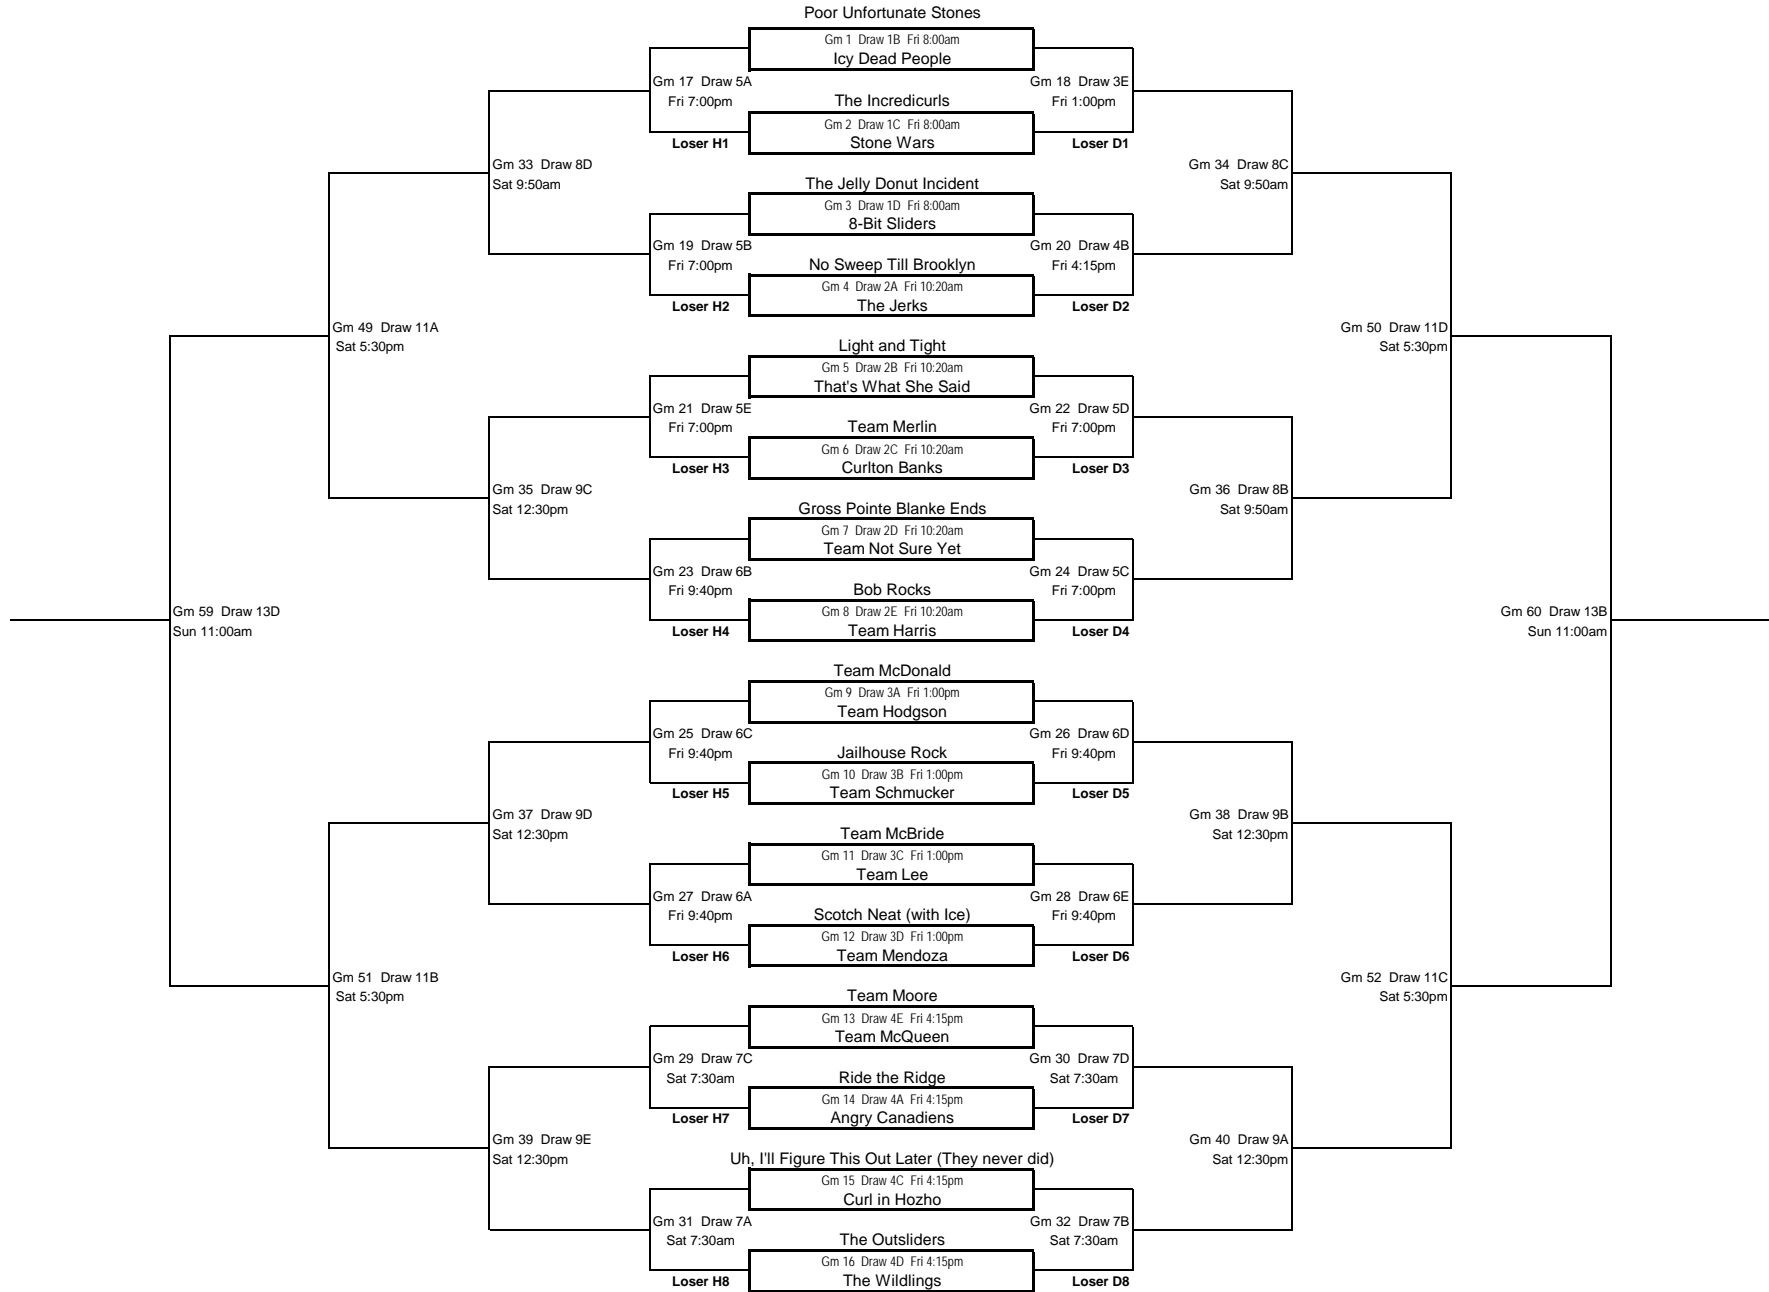 Poor Unfortunate Stones
Gm 1 Draw 1B Fri 8:00am
Icy Dead People
Gm 17 Draw 5A
Fri 7:00pm
Gm 18 Draw 3E
Fri 1:00pm
The Incredicurls
Gm 2 Draw 1C Fri 8:00am
Stone Wars
Loser H1
Loser D1
Gm 33 Draw 8D
Sat 9:50am
Gm 34 Draw 8C
Sat 9:50am
The Jelly Donut Incident
Gm 3 Draw 1D Fri 8:00am
8-Bit Sliders
Gm 19 Draw 5B
Fri 7:00pm
Gm 20 Draw 4B
Fri 4:15pm
No Sweep Till Brooklyn
Gm 4 Draw 2A Fri 10:20am
The Jerks
Loser H2
Loser D2
Gm 49 Draw 11A
Sat 5:30pm
Gm 50 Draw 11D
Sat 5:30pm
Light and Tight
Gm 5 Draw 2B Fri 10:20am
That's What She Said
Gm 21 Draw 5E
Fri 7:00pm
Gm 22 Draw 5D
Fri 7:00pm
Team Merlin
Gm 6 Draw 2C Fri 10:20am
Curlton Banks
Loser H3
Loser D3
Gm 35 Draw 9C
Sat 12:30pm
Gm 36 Draw 8B
Sat 9:50am
Gross Pointe Blanke Ends
Gm 7 Draw 2D Fri 10:20am
Team Not Sure Yet
Gm 23 Draw 6B
Fri 9:40pm
Gm 24 Draw 5C
Fri 7:00pm
Bob Rocks
Gm 8 Draw 2E Fri 10:20am
Team Harris
Loser H4
Loser D4
Gm 59 Draw 13D
Sun 11:00am
Gm 60 Draw 13B
Sun 11:00am
Team McDonald
Gm 9 Draw 3A Fri 1:00pm
Team Hodgson
Gm 25 Draw 6C
Fri 9:40pm
Gm 26 Draw 6D
Fri 9:40pm
Jailhouse Rock
Gm 10 Draw 3B Fri 1:00pm
Team Schmucker
Loser H5
Loser D5
Gm 37 Draw 9D
Sat 12:30pm
Gm 38 Draw 9B
Sat 12:30pm
Team McBride
Gm 11 Draw 3C Fri 1:00pm
Team Lee
Gm 27 Draw 6A
Fri 9:40pm
Gm 28 Draw 6E
Fri 9:40pm
Scotch Neat (with Ice)
Gm 12 Draw 3D Fri 1:00pm
Team Mendoza
Loser H6
Loser D6
Gm 51 Draw 11B
Sat 5:30pm
Gm 52 Draw 11C
Sat 5:30pm
Team Moore
Gm 13 Draw 4E Fri 4:15pm
Team McQueen
Gm 29 Draw 7C
Sat 7:30am
Gm 30 Draw 7D
Sat 7:30am
Ride the Ridge
Gm 14 Draw 4A Fri 4:15pm
Angry Canadiens
Loser H7
Loser D7
Gm 39 Draw 9E
Sat 12:30pm
Gm 40 Draw 9A
Sat 12:30pm
Uh, I'll Figure This Out Later (They never did)
Gm 15 Draw 4C Fri 4:15pm
Curl in Hozho
Gm 31 Draw 7A
Sat 7:30am
Gm 32 Draw 7B
Sat 7:30am
The Outsliders
Gm 16 Draw 4D Fri 4:15pm
The Wildlings
Loser H8
Loser D8